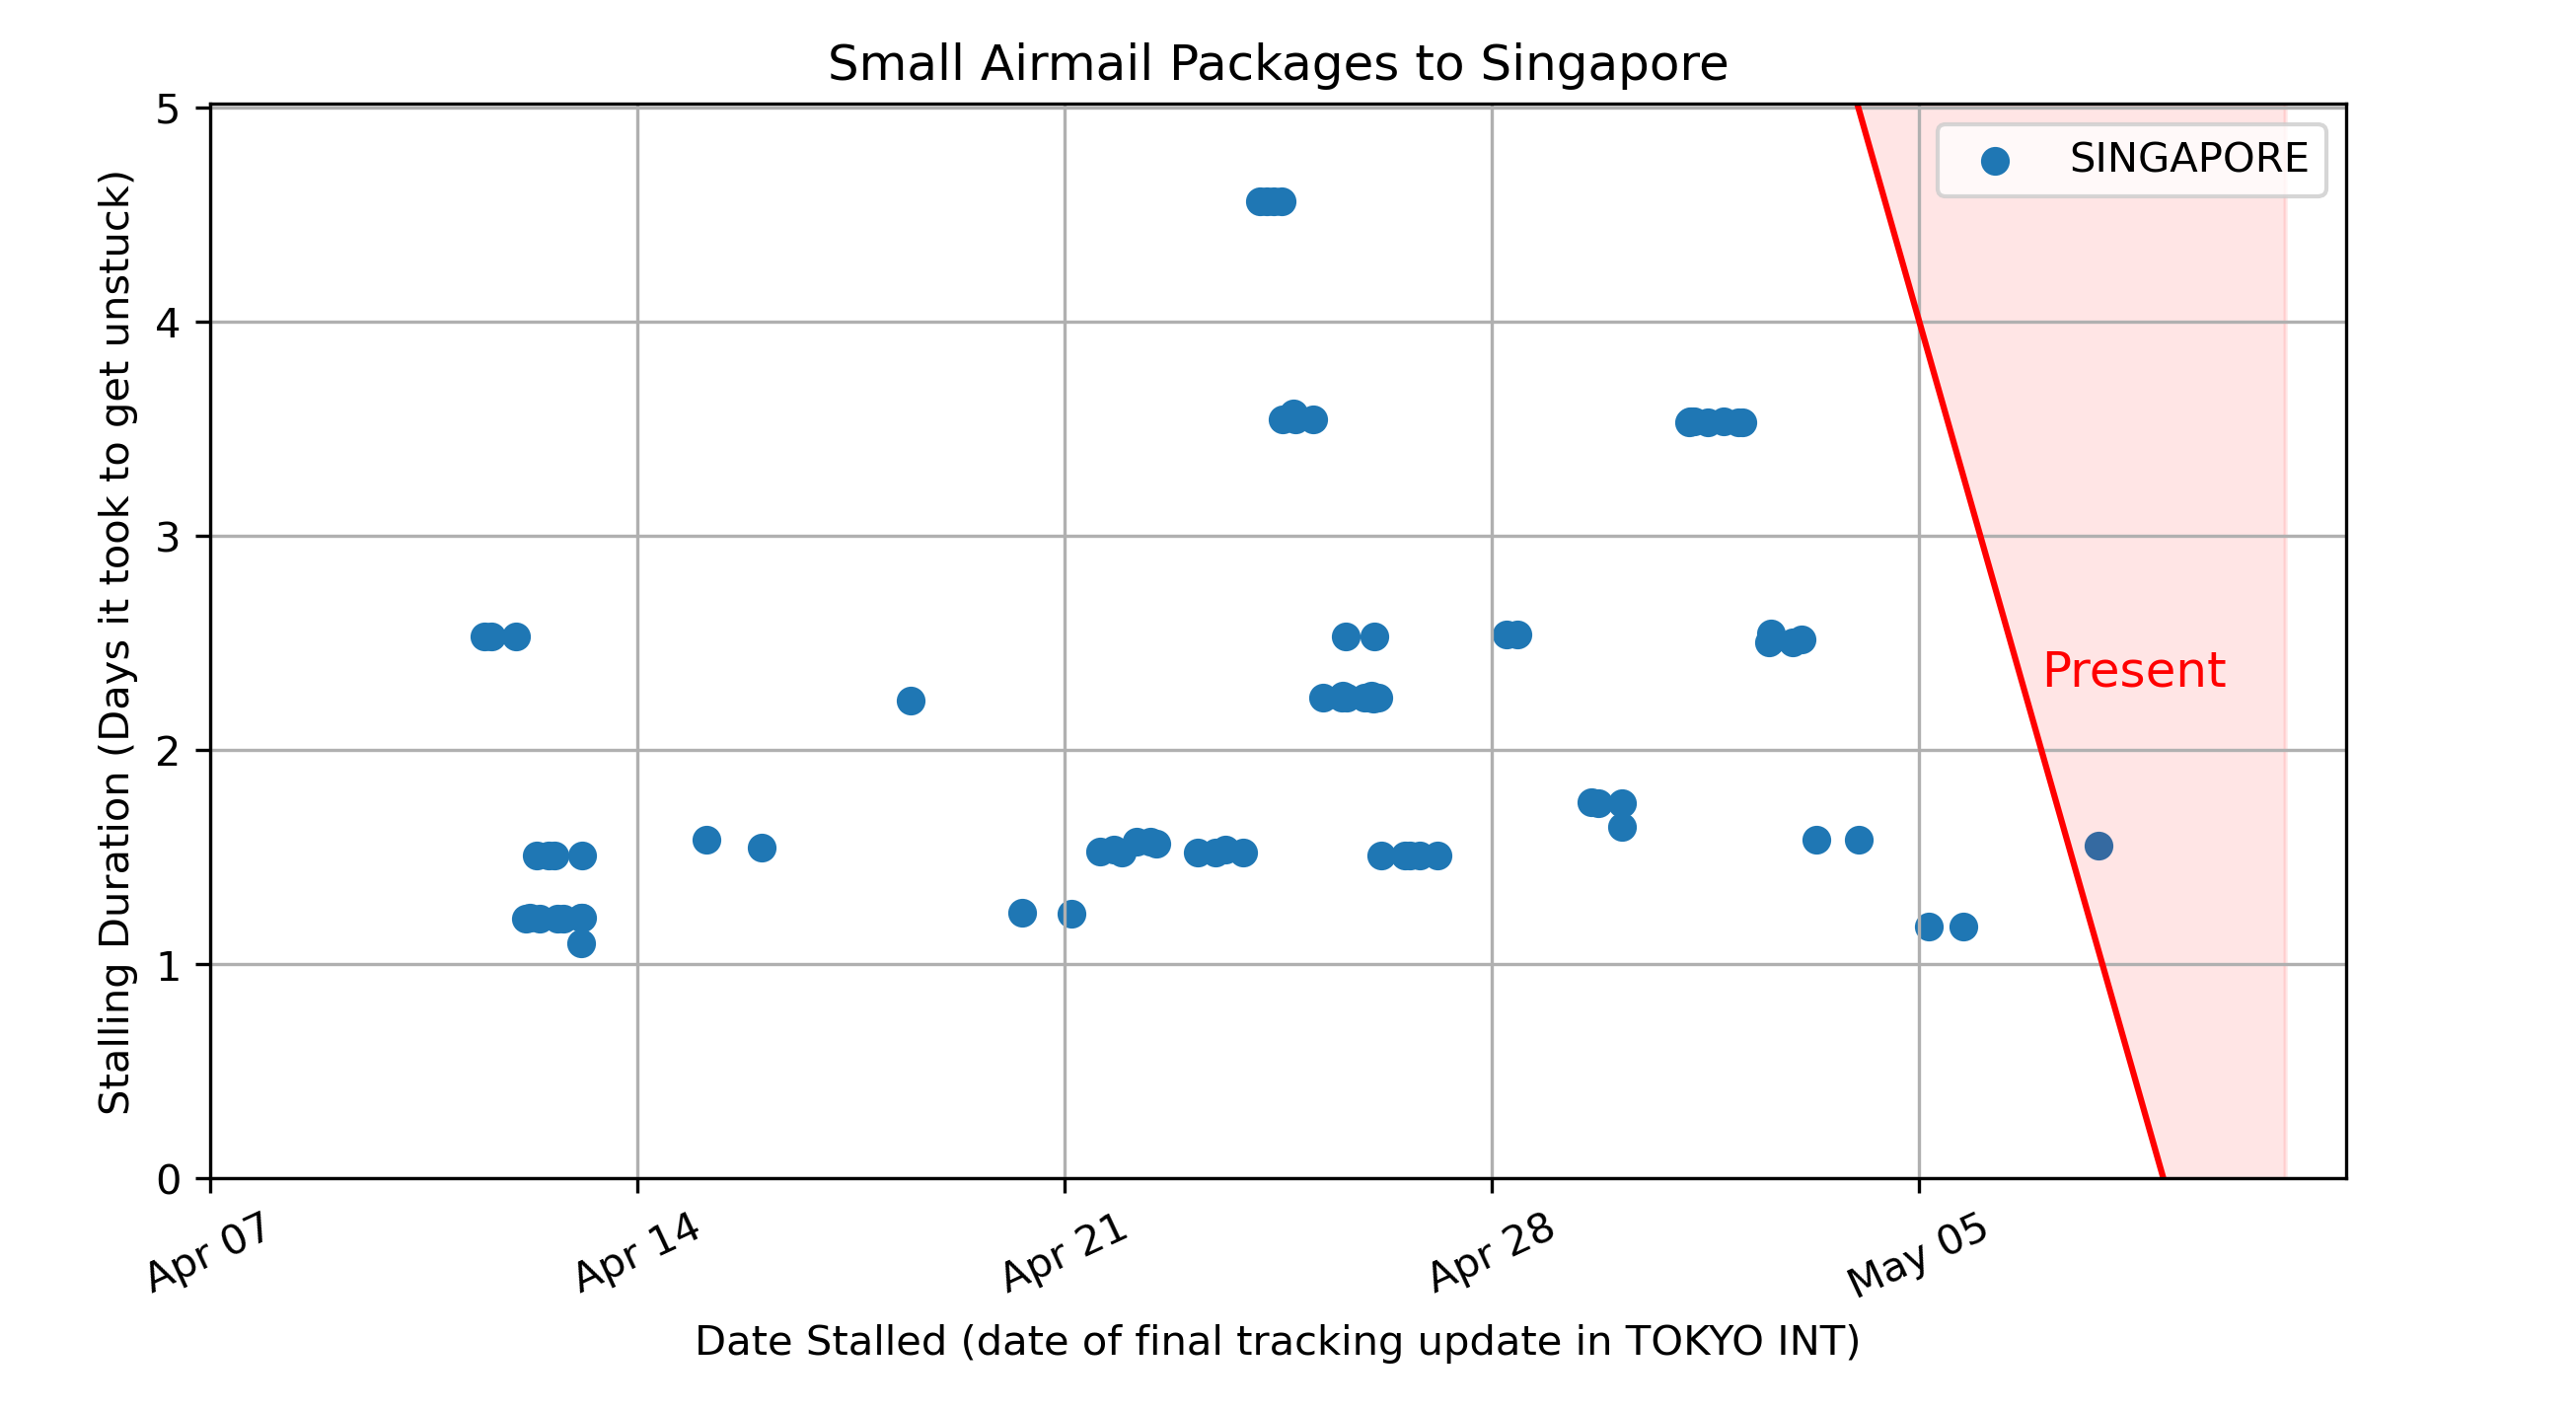 Small Airmail Packages to Singapore
Stalling Duration (Days it took to get unstuck)
5
4
3
2
1
0
SINGAPORE
Present
Apr 07
Apr 14
Apr 21
Apr 28
May 05
Date Stalled (date of final tracking update in TOKYO INT)